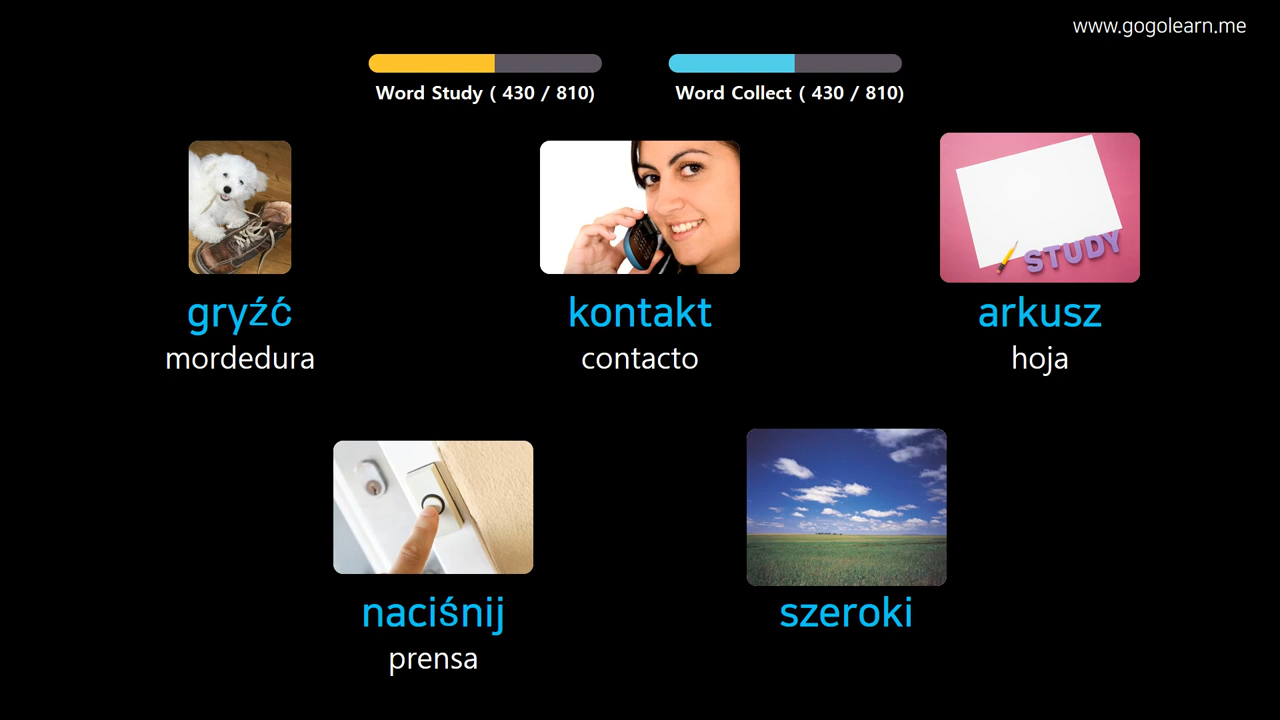 www.gogolearn.me
Word Study ( 430 / 810)
Word Collect ( 430 / 810)
STUDY
gryźć
mordedura
kontakt
contacto
arkusz
hoja
naciśnij
prensa
szeroki